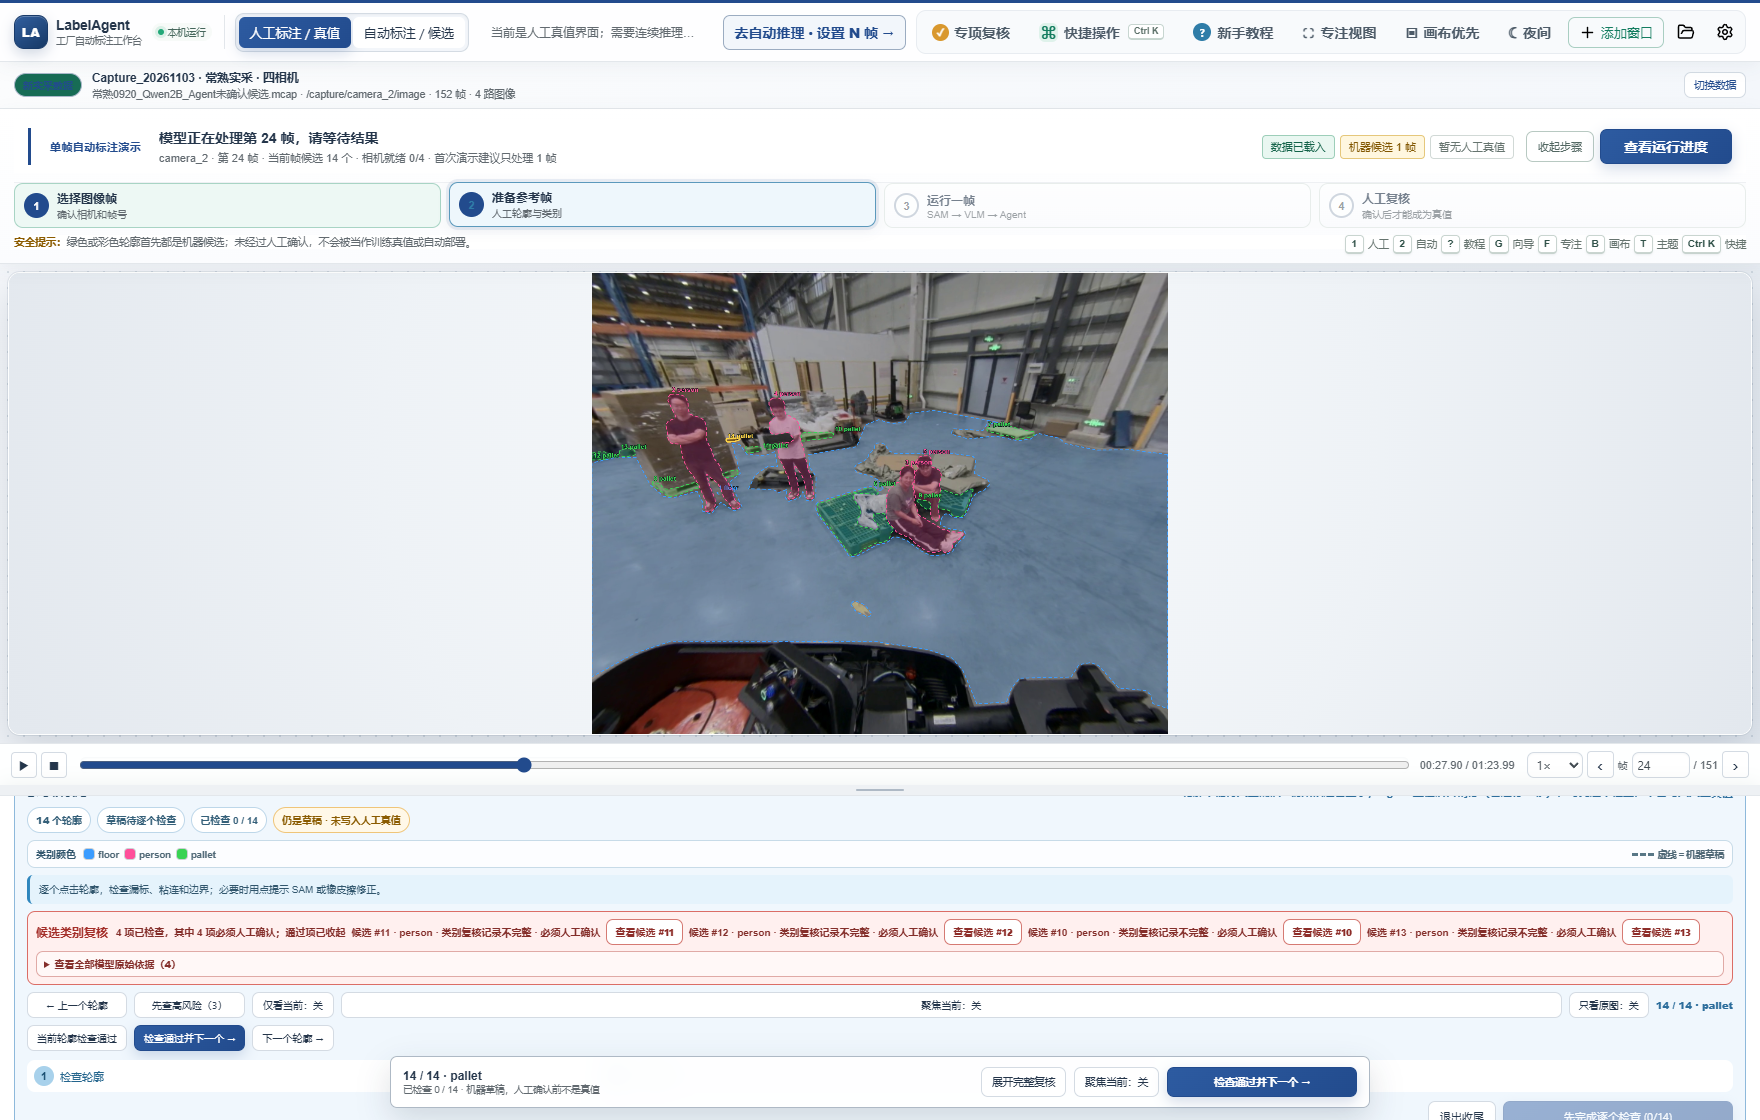 LA
LabelAgent
工厂自动标注工作台
本机运行
人工标注 / 真值
自动标注 / 候选
当前是人工真值界面；需要连续推理...
去自动推理 · 设置 N 帧 →
专项复核
快捷操作 Ctrl K
? 新手教程
专注视图
画布优先
夜间
添加窗口
Capture_20261103 · 常熟实采 · 四相机
常熟0920_Qwen2B_Agent未确认候选.mcap · /capture/camera_2/image · 152 帧 · 4 路图像
切换数据
单帧自动标注演示
模型正在处理第 24 帧，请等待结果
camera_2 · 第 24 帧 · 当前帧候选 14 个 · 相机就绪 0/4 · 首次演示建议只处理 1 帧
数据已载入
机器候选 1 帧
暂无人工真值
收起步骤
查看运行进度
1 选择图像帧
确认相机和帧号
2 准备参考帧
人工轮廓与类别
3 运行一帧
SAM → VLM → Agent
4 人工复核
确认后才能成为真值
安全提示：绿色或彩色轮廓首先都是机器候选；未经过人工确认，不会被当作训练真值或自动部署。
1 人工 2 自动 ? 教程 G 向导 F 专注 B 画布 T 主题 Ctrl K 快捷
00:27.90 / 01:23.99
1×
帧 24 / 151
14 个轮廓
草稿待逐个检查
已检查 0 / 14
仍是草稿 · 未写入人工真值
类别颜色 floor person pallet
虚线 = 机器草稿
逐个点击轮廓，检查漏标、粘连和边界；必要时用点提示 SAM 或橡皮擦修正。
候选类别复核 4 项已检查，其中 4 项必须人工确认；通过项已收起 候选 #11 · person · 类别复核记录不完整 · 必须人工确认 查看候选 #11 候选 #12 · person · 类别复核记录不完整 · 必须人工确认 查看候选 #12 候选 #10 · person · 类别复核记录不完整 · 必须人工确认 查看候选 #10 候选 #13 · person · 类别复核记录不完整 · 必须人工确认 查看候选 #13
▶ 查看全部模型原始依据（4）
← 上一个轮廓
先查高风险（3）
仅看当前：关
聚焦当前：关
只看原图：关
14 / 14 · pallet
当前轮廓检查通过
检查通过并下一个 →
下一个轮廓 →
1 检查轮廓
14 / 14 · pallet
已检查 0 / 14 · 机器草稿，人工确认前不是真值
展开完整复核
聚焦当前：关
检查通过并下一个 →
退出收尾
先完成逐个检查 (0/14)